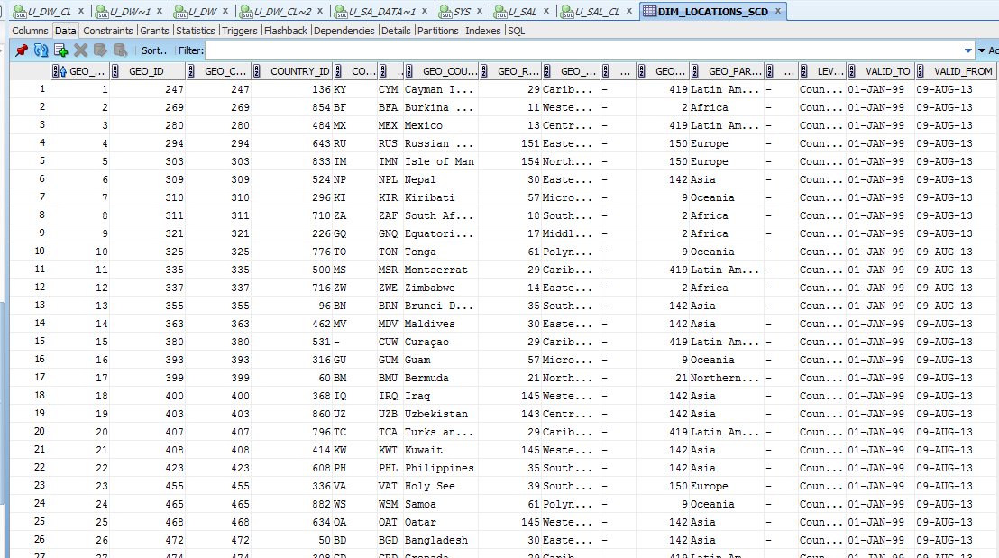 U_DW_CL U_DW~1 U_DW U_DW_CL~2 U_SA_DATA~1 SYS U_SAL U_SAL_CL DIM_LOCATIONS_SCD
Columns Data Constraints Grants Statistics Triggers Flashback Dependencies Details Partitions Indexes SQL
Sort.. Filter: Ac
GEO_... GEO_ID GEO_C... COUNTRY_ID CO... ... GEO_COU... GEO_R... GEO_... ... GEO... GEO_PAR... ... LEV... VALID_TO VALID_FROM
1 1 247 247 136 KY CYM Cayman I... 29 Carib... - 419 Latin Am... - Coun... 01-JAN-99 09-AUG-13
2 2 269 269 854 BF BFA Burkina ... 11 Weste... - 2 Africa - Coun... 01-JAN-99 09-AUG-13
3 3 280 280 484 MX MEX Mexico 13 Centr... - 419 Latin Am... - Coun... 01-JAN-99 09-AUG-13
4 4 294 294 643 RU RUS Russian ... 151 Easte... - 150 Europe - Coun... 01-JAN-99 09-AUG-13
5 5 303 303 833 IM IMN Isle of Man 154 North... - 150 Europe - Coun... 01-JAN-99 09-AUG-13
6 6 309 309 524 NP NPL Nepal 30 Easte... - 142 Asia - Coun... 01-JAN-99 09-AUG-13
7 7 310 310 296 KI KIR Kiribati 57 Micro... - 9 Oceania - Coun... 01-JAN-99 09-AUG-13
8 8 311 311 710 ZA ZAF South Af... 18 South... - 2 Africa - Coun... 01-JAN-99 09-AUG-13
9 9 321 321 226 GQ GNQ Equatori... 17 Middl... - 2 Africa - Coun... 01-JAN-99 09-AUG-13
10 10 325 325 776 TO TON Tonga 61 Polyn... - 9 Oceania - Coun... 01-JAN-99 09-AUG-13
11 11 335 335 500 MS MSR Montserrat 29 Carib... - 419 Latin Am... - Coun... 01-JAN-99 09-AUG-13
12 12 337 337 716 ZW ZWE Zimbabwe 14 Easte... - 2 Africa - Coun... 01-JAN-99 09-AUG-13
13 13 355 355 96 BN BRN Brunei D... 35 South... - 142 Asia - Coun... 01-JAN-99 09-AUG-13
14 14 363 363 462 MV MDV Maldives 30 Easte... - 142 Asia - Coun... 01-JAN-99 09-AUG-13
15 15 380 380 531 - CUW Curaçao 29 Carib... - 419 Latin Am... - Coun... 01-JAN-99 09-AUG-13
16 16 393 393 316 GU GUM Guam 57 Micro... - 9 Oceania - Coun... 01-JAN-99 09-AUG-13
17 17 399 399 60 BM BMU Bermuda 21 North... - 21 Northern... - Coun... 01-JAN-99 09-AUG-13
18 18 400 400 368 IQ IRQ Iraq 145 Weste... - 142 Asia - Coun... 01-JAN-99 09-AUG-13
19 19 403 403 860 UZ UZB Uzbekistan 143 Centr... - 142 Asia - Coun... 01-JAN-99 09-AUG-13
20 20 407 407 796 TC TCA Turks an... 29 Carib... - 419 Latin Am... - Coun... 01-JAN-99 09-AUG-13
21 21 408 408 414 KW KWT Kuwait 145 Weste... - 142 Asia - Coun... 01-JAN-99 09-AUG-13
22 22 423 423 608 PH PHL Philippines 35 South... - 142 Asia - Coun... 01-JAN-99 09-AUG-13
23 23 455 455 336 VA VAT Holy See 39 South... - 150 Europe - Coun... 01-JAN-99 09-AUG-13
24 24 465 465 882 WS WSM Samoa 61 Polyn... - 9 Oceania - Coun... 01-JAN-99 09-AUG-13
25 25 468 468 634 QA QAT Qatar 145 Weste... - 142 Asia - Coun... 01-JAN-99 09-AUG-13
26 26 472 472 50 BD BGD Bangladesh 30 Easte... - 142 Asia - Coun... 01-JAN-99 09-AUG-13
27 27 474 474 308 GD GRD Grenada 29 Carib... - 419 Latin Am... - Coun... 01-JAN-99 09-AUG-13